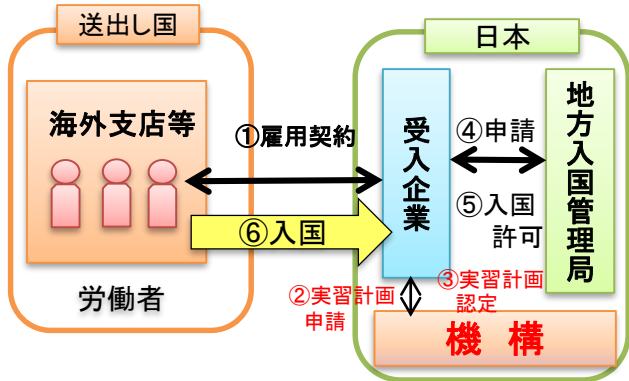 送出し国
日本
海外支店等
労働者
①雇用契約
⑥入国
受入企業
④申請
⑤入国
許可
地方入国管理局
②実習計画
申請
③実習計画
認定
機構